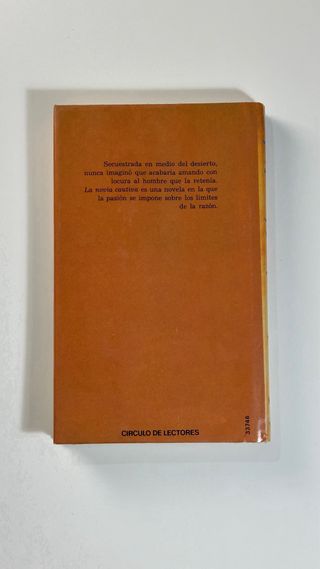 Secuestrada en medio del desierto,
nunca imaginó que acabaría amando con
locura al hombre que la retenía.
La novia cautiva es una novela en la que
la pasión se impone sobre los límites
de la razón.
CIRCULO DE LECTORES
33746